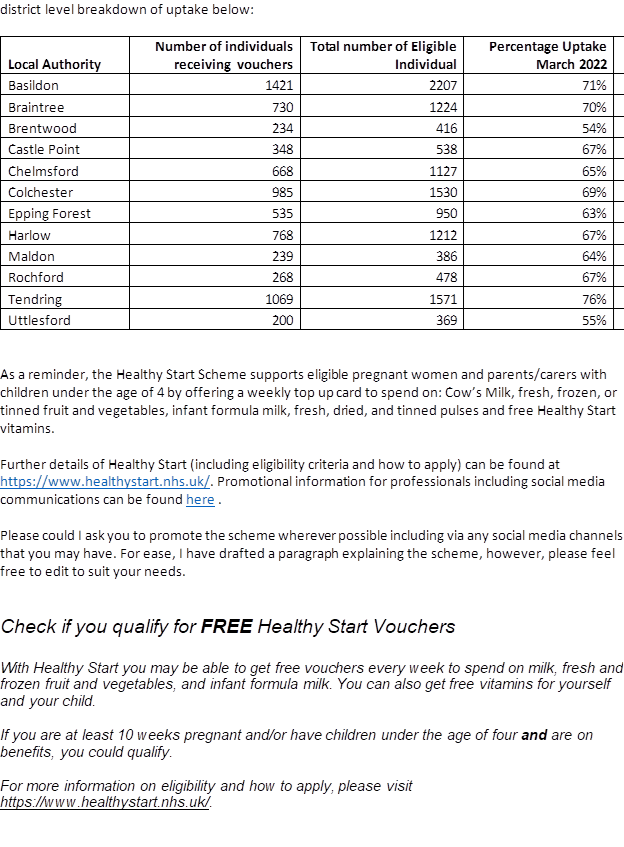 district level breakdown of uptake below:
Local Authority Number of individuals receiving vouchers Total number of Eligible Individual Percentage Uptake March 2022
Basildon 1421 2207 71%
Braintree 730 1224 70%
Brentwood 234 416 54%
Castle Point 348 538 67%
Chelmsford 668 1127 65%
Colchester 985 1530 69%
Epping Forest 535 950 63%
Harlow 768 1212 67%
Maldon 239 386 64%
Rochford 268 478 67%
Tendring 1069 1571 76%
Uttlesford 200 369 55%
As a reminder, the Healthy Start Scheme supports eligible pregnant women and parents/carers with
children under the age of 4 by offering a weekly top up card to spend on: Cow's Milk, fresh, frozen, or
tinned fruit and vegetables, infant formula milk, fresh, dried, and tinned pulses and free Healthy Start
vitamins.
Further details of Healthy Start (including eligibility criteria and how to apply) can be found at
https://www.healthystart.nhs.uk/. Promotional information for professionals including social media
communications can be found here .
Please could I ask you to promote the scheme wherever possible including via any social media channels
that you may have. For ease, I have drafted a paragraph explaining the scheme, however, please feel
free to edit to suit your needs.
Check if you qualify for FREE Healthy Start Vouchers
With Healthy Start you may be able to get free vouchers every week to spend on milk, fresh and
frozen fruit and vegetables, and infant formula milk. You can also get free vitamins for yourself
and your child.
If you are at least 10 weeks pregnant and/or have children under the age of four and are on
benefits, you could qualify.
For more information on eligibility and how to apply, please visit
https://www.healthystart.nhs.uk/.